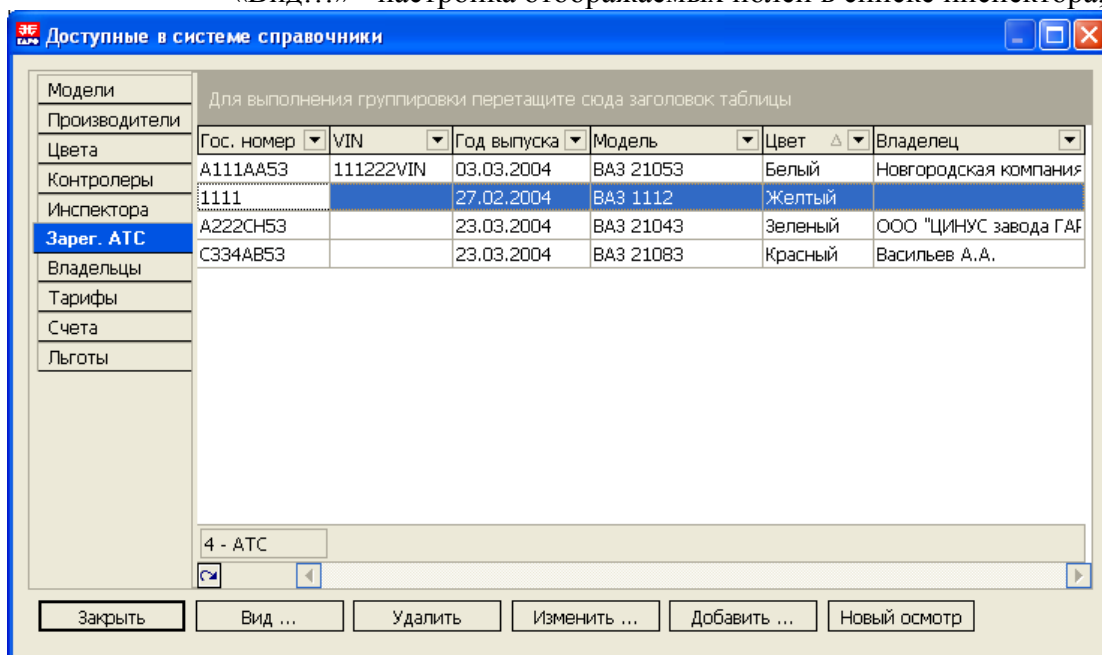 «Вид…» - настройка отображаемых полей в списке инспектора,
Доступные в системе справочники
Модели
Производители
Цвета
Контролеры
Инспектора
Зарег. АТС
Владельцы
Тарифы
Счета
Льготы
Для выполнения группировки перетащите сюда заголовок таблицы
Гос. номер VIN Год выпуска Модель Цвет Владелец
A111AA53 111222VIN 03.03.2004 ВАЗ 21053 Белый Новгородская компания
1111 27.02.2004 ВАЗ 1112 Желтый
A222CH53 23.03.2004 ВАЗ 21043 Зеленый ООО "ЦИНУС завода ГАР
C334AB53 23.03.2004 ВАЗ 21083 Красный Васильев А.А.
4 - АТС
Закрыть Вид ... Удалить Изменить ... Добавить ... Новый осмотр